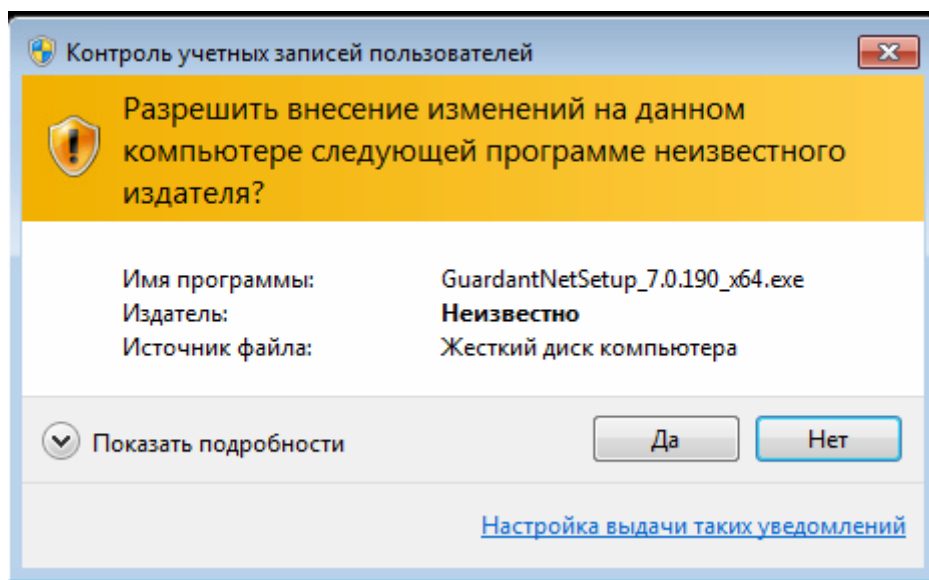 Контроль учетных записей пользователей
Разрешить внесение изменений на данном
компьютере следующей программе неизвестного
издателя?
Имя программы: GuardantNetSetup_7.0.190_x64.exe
Издатель: Неизвестно
Источник файла: Жесткий диск компьютера
Показать подробности Да Нет
Настройка выдачи таких уведомлений